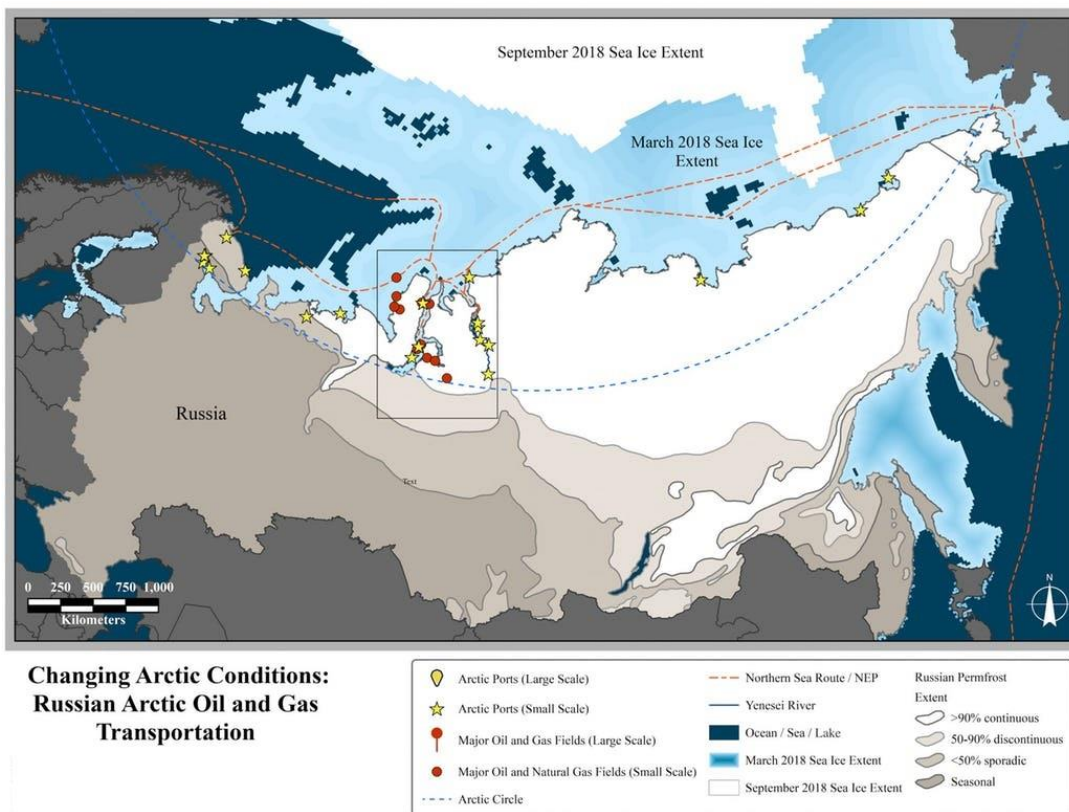 September 2018 Sea Ice Extent
March 2018 Sea Ice
Extent
Russia
Text
0 250 500 750 1,000
Kilometers
N
Changing Arctic Conditions:
Russian Arctic Oil and Gas
Transportation
Arctic Ports (Large Scale)
Arctic Ports (Small Scale)
Major Oil and Gas Fields (Large Scale)
Major Oil and Natural Gas Fields (Small Scale)
Arctic Circle
Northern Sea Route / NEP
Yenesei River
Ocean / Sea / Lake
March 2018 Sea Ice Extent
September 2018 Sea Ice Extent
Russian Permfrost
Extent
>90% continuous
50-90% discontinuous
<50% sporadic
Seasonal